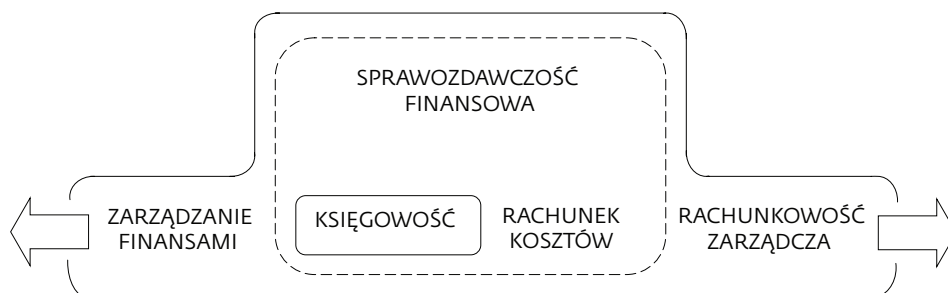 SPRAWOZDAWCZOŚĆ
FINANSOWA
ZARZĄDZANIE
FINANSAMI
KSIĘGOWOŚĆ
RACHUNEK
KOSZTÓW
RACHUNKOWOŚĆ
ZARZĄDCZA